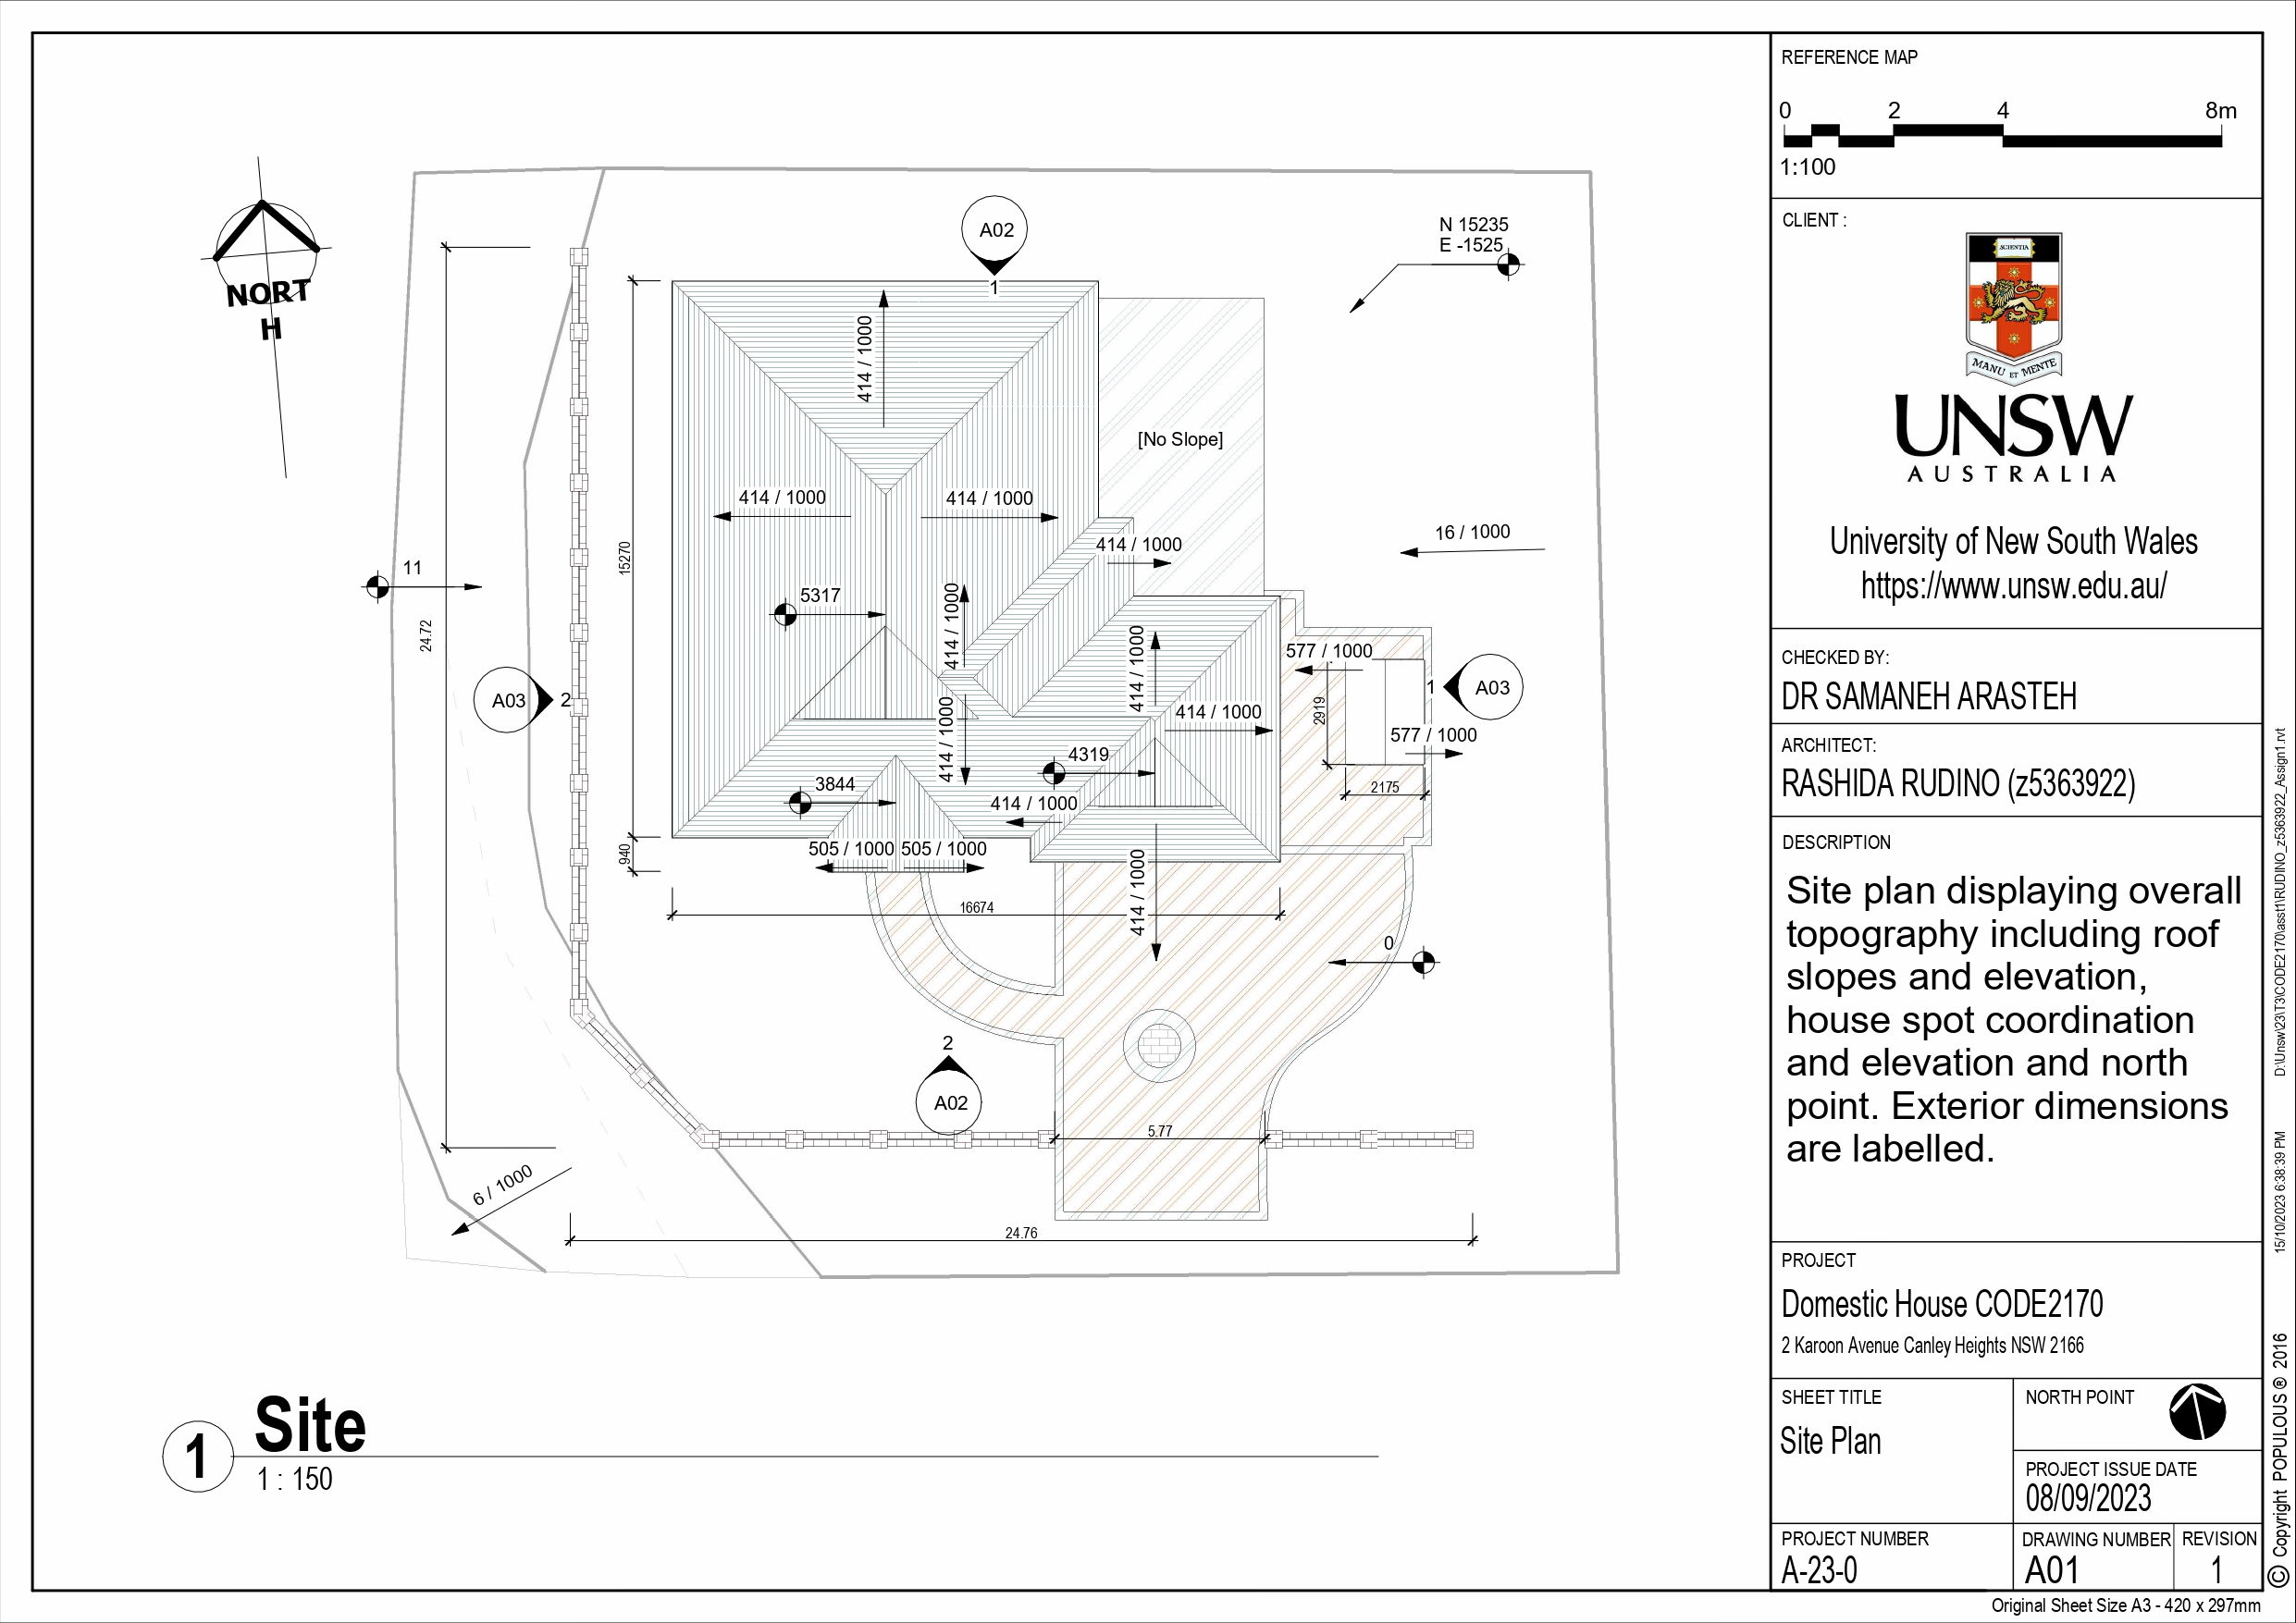 NORT
H
A02
1
N 15235
E -1525
414 / 1000
[No Slope]
414 / 1000
414 / 1000
16 / 1000
414 / 1000
11
15270
5317
414 / 1000
24.72
414 / 1000
577 / 1000
A03
2
1
A03
2919
414 / 1000
414 / 1000
577 / 1000
4319
3844
2175
414 / 1000
940
505 / 1000
505 / 1000
414 / 1000
16674
0
2
A02
5.77
6 / 1000
24.76
1
Site
1 : 150
REFERENCE MAP
0 2 4 8m
1:100
CLIENT :
SCIENTIA
MANU ET MENTE
UNSW
AUSTRALIA
University of New South Wales
https://www.unsw.edu.au/
CHECKED BY:
DR SAMANEH ARASTEH
ARCHITECT:
RASHIDA RUDINO (z5363922)
DESCRIPTION
Site plan displaying overall
topography including roof
slopes and elevation,
house spot coordination
and elevation and north
point. Exterior dimensions
are labelled.
PROJECT
Domestic House CODE2170
2 Karoon Avenue Canley Heights NSW 2166
SHEET TITLE
Site Plan
NORTH POINT
PROJECT ISSUE DATE
08/09/2023
PROJECT NUMBER
A-23-0
DRAWING NUMBER
A01
REVISION
1
Original Sheet Size A3 - 420 x 297mm
D:\Unsw\23\T3\CODE2170\asst1\RUDINO_z5363922_Assign1.rvt
15/10/2023 6:38:39 PM
© Copyright POPULOUS ® 2016